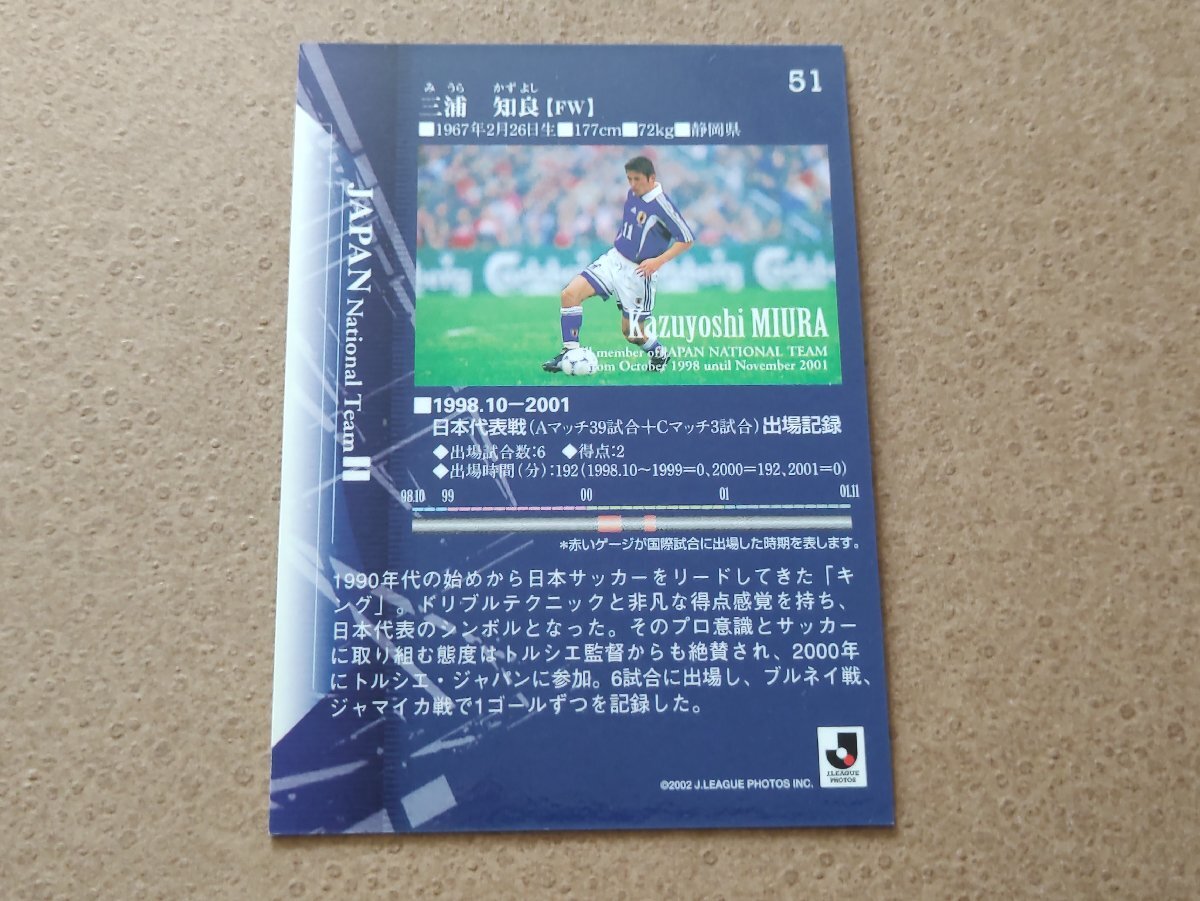 51
み うら かず よし
三浦 知良【FW】
■1967年2月26日生■177cm■72kg■静岡県
JAPAN National Team
11
Carlsberg
Kazuyoshi MIURA
member of JAPAN NATIONAL TEAM
from October 1998 until November 2001
■1998.10−2001
日本代表戦(Aマッチ39試合+Cマッチ3試合)出場記録
◆出場試合数:6 ◆得点:2
◆出場時間(分):192(1998.10〜1999=0、2000=192、2001=0)
98.10 99 00 01 01.11
*赤いゲージが国際試合に出場した時期を表します。
1990年代の始めから日本サッカーをリードしてきた「キ
ング」。ドリブルテクニックと非凡な得点感覚を持ち、
日本代表のシンボルとなった。そのプロ意識とサッカー
に取り組む態度はトルシエ監督からも絶賛され、2000年
にトルシエ・ジャパンに参加。6試合に出場し、ブルネイ戦、
ジャマイカ戦で1ゴールずつを記録した。
J.LEAGUE
PHOTOS
©2002 J.LEAGUE PHOTOS INC.